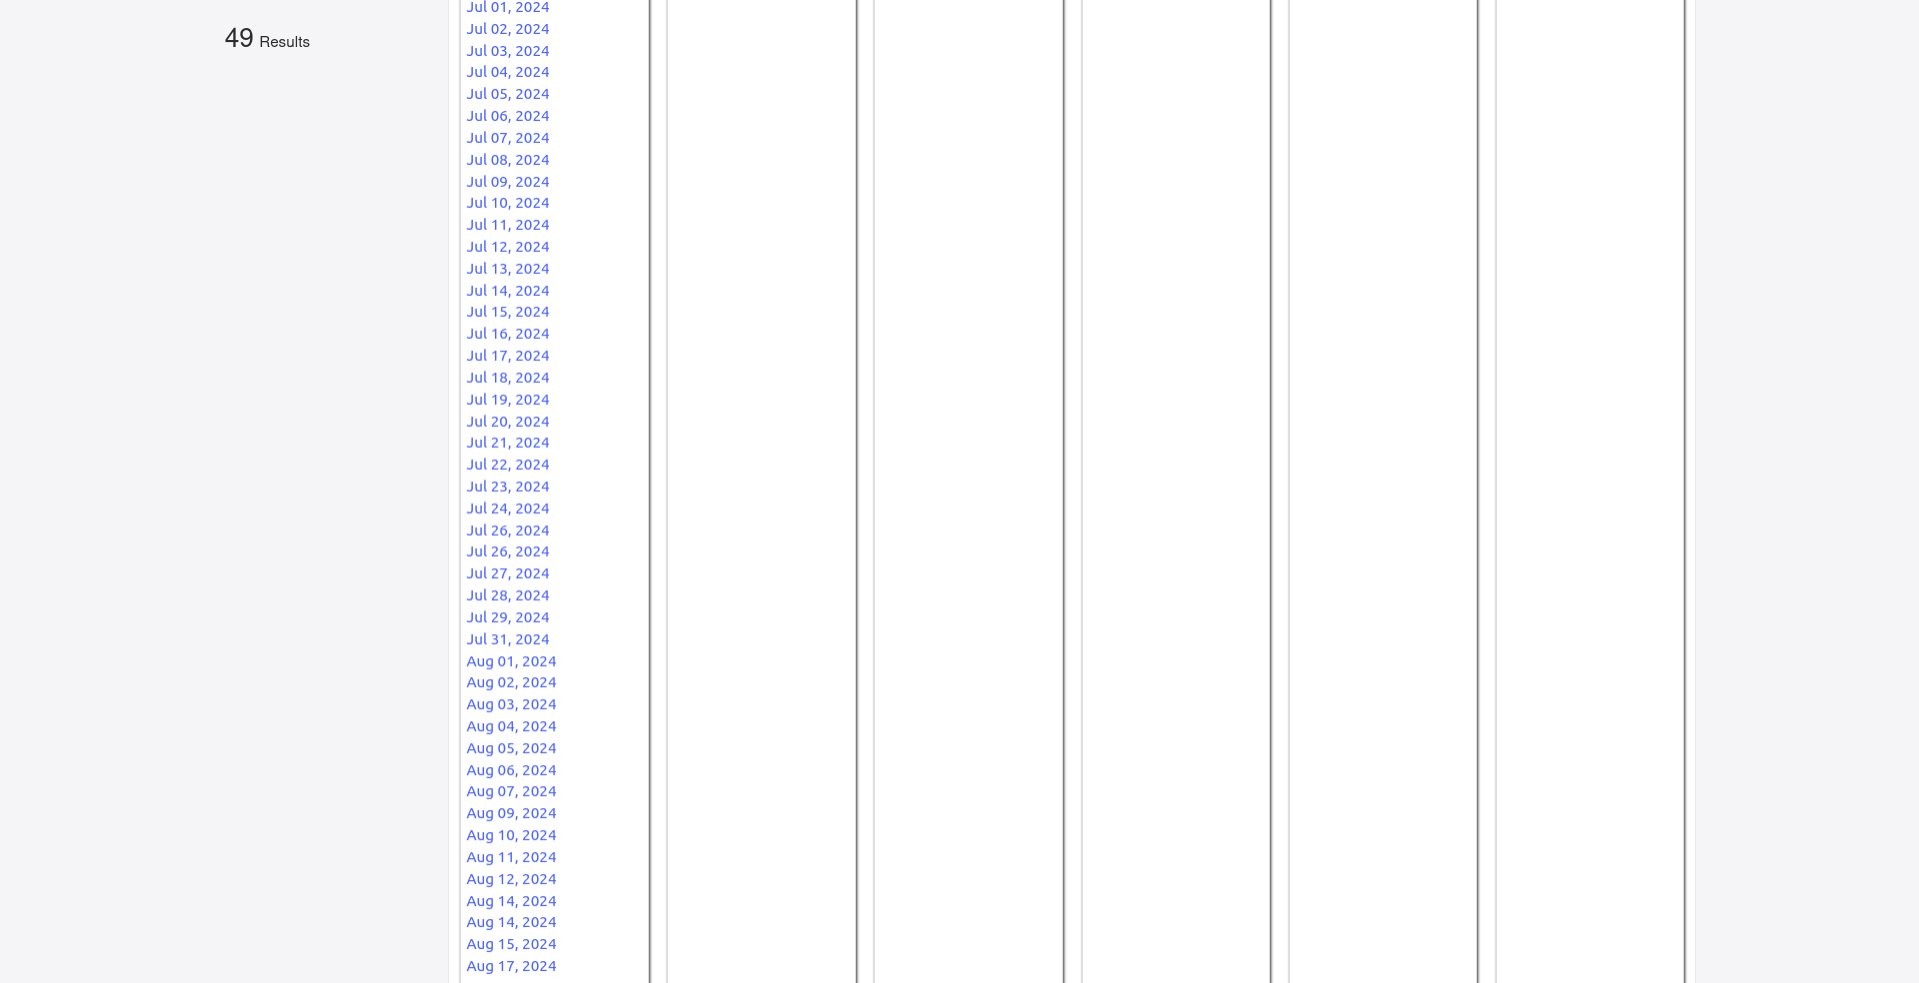 49 Results
Jul 01, 2024
Jul 02, 2024
Jul 03, 2024
Jul 04, 2024
Jul 05, 2024
Jul 06, 2024
Jul 07, 2024
Jul 08, 2024
Jul 09, 2024
Jul 10, 2024
Jul 11, 2024
Jul 12, 2024
Jul 13, 2024
Jul 14, 2024
Jul 15, 2024
Jul 16, 2024
Jul 17, 2024
Jul 18, 2024
Jul 19, 2024
Jul 20, 2024
Jul 21, 2024
Jul 22, 2024
Jul 23, 2024
Jul 24, 2024
Jul 26, 2024
Jul 26, 2024
Jul 27, 2024
Jul 28, 2024
Jul 29, 2024
Jul 31, 2024
Aug 01, 2024
Aug 02, 2024
Aug 03, 2024
Aug 04, 2024
Aug 05, 2024
Aug 06, 2024
Aug 07, 2024
Aug 09, 2024
Aug 10, 2024
Aug 11, 2024
Aug 12, 2024
Aug 14, 2024
Aug 14, 2024
Aug 15, 2024
Aug 17, 2024